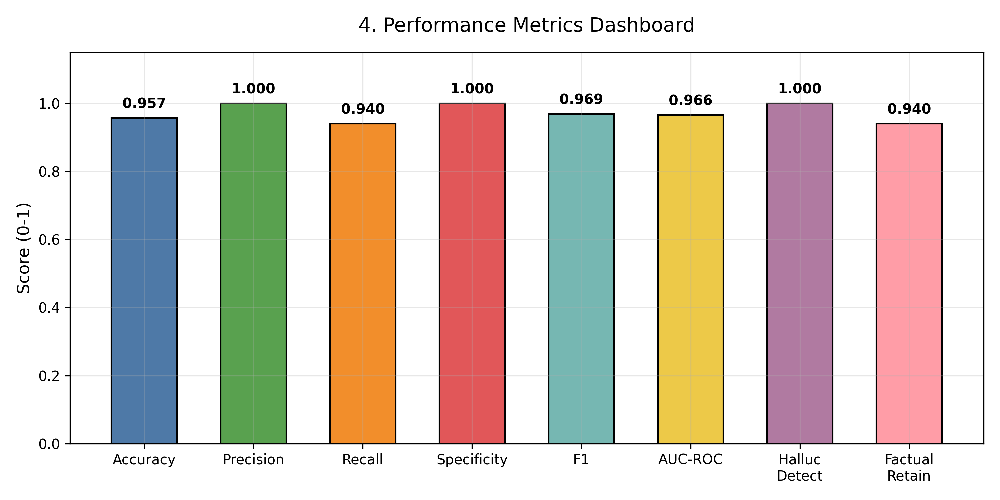 4. Performance Metrics Dashboard
Score (0-1)
1.0
0.8
0.6
0.4
0.2
0.0
0.957
1.000
0.940
1.000
0.969
0.966
1.000
0.940
Accuracy
Precision
Recall
Specificity
F1
AUC-ROC
Halluc
Detect
Factual
Retain